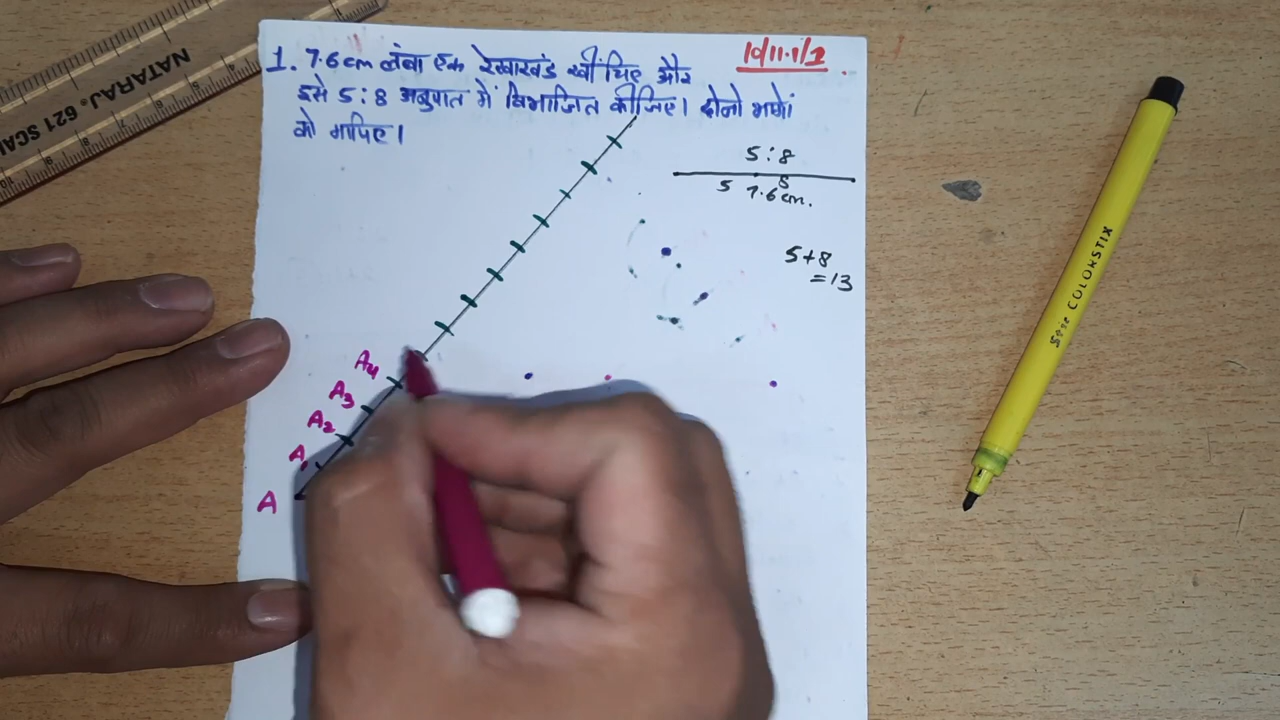 10/11.1/1
1. 7.6 cm लंबा एक रेखाखंड खींचिए और
इसे 5:8 अनुपात में विभाजित कीजिए। दोनो भागों
को मापिए।
5:8
5 8
7.6 cm.
5+8
=13
A4
A3
A2
A1
A
NATARAJ. 621 SCA
COLORSTIX